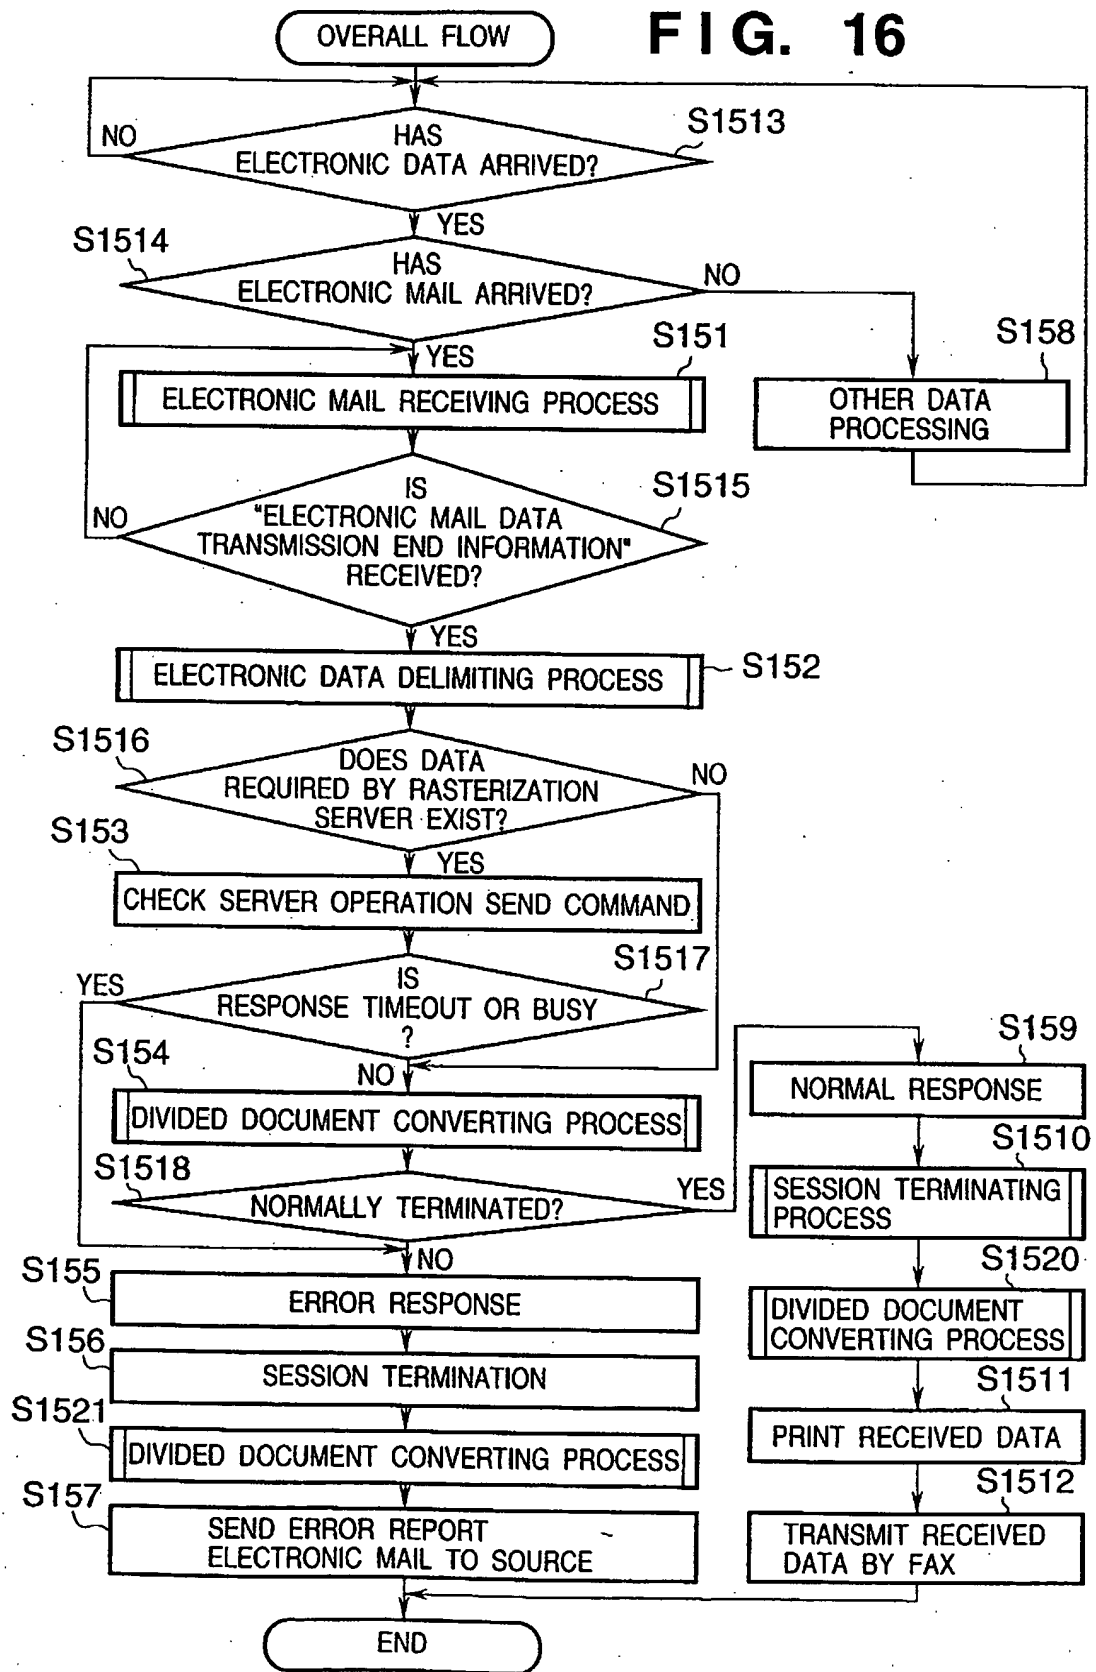 OVERALL FLOW
FIG. 16
HAS
ELECTRONIC DATA ARRIVED?
S1513
NO
YES
S1514
HAS
ELECTRONIC MAIL ARRIVED?
NO
YES
S151
ELECTRONIC MAIL RECEIVING PROCESS
S158
OTHER DATA
PROCESSING
IS
"ELECTRONIC MAIL DATA
TRANSMISSION END INFORMATION"
RECEIVED?
S1515
NO
YES
ELECTRONIC DATA DELIMITING PROCESS
S152
S1516
DOES DATA
REQUIRED BY RASTERIZATION
SERVER EXIST?
NO
YES
S153
CHECK SERVER OPERATION SEND COMMAND
S1517
IS
RESPONSE TIMEOUT OR BUSY
?
YES
NO
S154
DIVIDED DOCUMENT CONVERTING PROCESS
S1518
NORMALLY TERMINATED?
YES
NO
S155
ERROR RESPONSE
S156
SESSION TERMINATION
S1521
DIVIDED DOCUMENT CONVERTING PROCESS
S157
SEND ERROR REPORT
ELECTRONIC MAIL TO SOURCE
S159
NORMAL RESPONSE
S1510
SESSION TERMINATING
PROCESS
S1520
DIVIDED DOCUMENT
CONVERTING PROCESS
S1511
PRINT RECEIVED DATA
S1512
TRANSMIT RECEIVED
DATA BY FAX
END